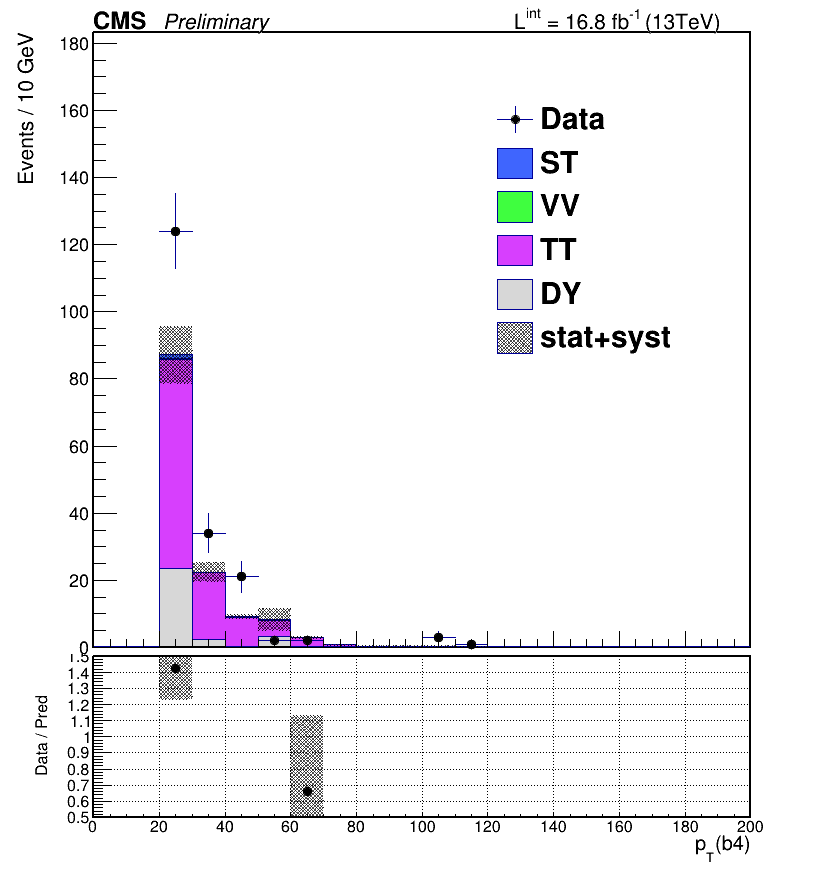 CMS Preliminary L^int = 16.8 fb^-1 (13TeV)
Events / 10 GeV
180
160
140
120
100
80
60
40
20
0
Data
ST
VV
TT
DY
stat+syst
Data / Pred
1.5
1.4
1.3
1.2
1.1
1
0.9
0.8
0.7
0.6
0.5
0 20 40 60 80 100 120 140 160 180 200
p_T(b4)